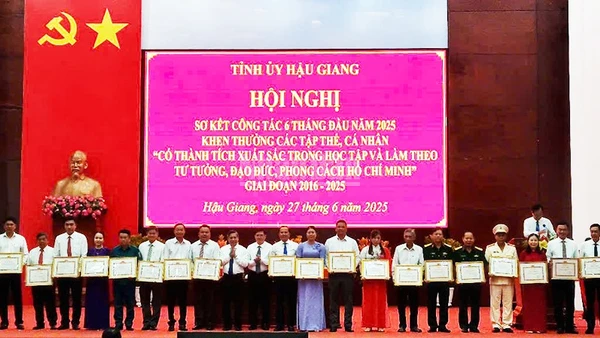 TỈNH ỦY HẬU GIANG
HỘI NGHỊ
SƠ KẾT CÔNG TÁC 6 THÁNG ĐẦU NĂM 2025
KHEN THƯỞNG CÁC TẬP THỂ, CÁ NHÂN
“CÓ THÀNH TÍCH XUẤT SẮC TRONG HỌC TẬP VÀ LÀM THEO
TƯ TƯỞNG, ĐẠO ĐỨC, PHONG CÁCH HỒ CHÍ MINH”
GIAI ĐOẠN 2016 - 2025
Hậu Giang, ngày 27 tháng 6 năm 2025